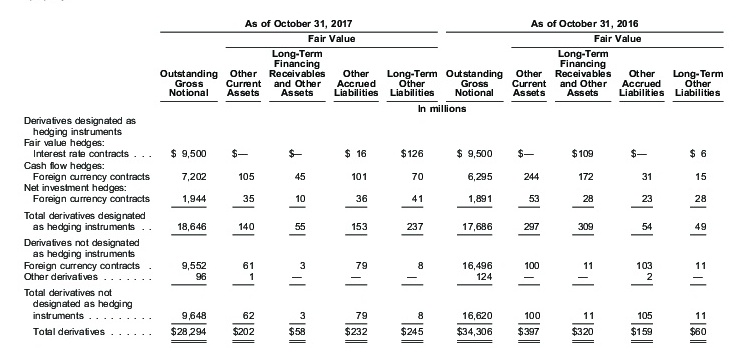 As of October 31, 2017 As of October 31, 2016
Fair Value Fair Value
Long-Term Long-Term
Financing Financing
Outstanding Other Receivables Other Long-Term Outstanding Other Receivables Other Long-Term
Gross Current and Other Accrued Other Gross Current and Other Accrued Other
Notional Assets Assets Liabilities Liabilities Notional Assets Assets Liabilities Liabilities
In millions
Derivatives designated as
hedging instruments
Fair value hedges:
Interest rate contracts . . . $ 9,500 $— $— $ 16 $126 $ 9,500 $— $109 $— $ 6
Cash flow hedges:
Foreign currency contracts 7,202 105 45 101 70 6,295 244 172 31 15
Net investment hedges:
Foreign currency contracts 1,944 35 10 36 41 1,891 53 28 23 28
Total derivatives designated
as hedging instruments . . 18,646 140 55 153 237 17,686 297 309 54 49
Derivatives not designated
as hedging instruments
Foreign currency contracts . 9,552 61 3 79 8 16,496 100 11 103 11
Other derivatives . . . . . . . 96 1 — — — 124 — — 2 —
Total derivatives not
designated as hedging
instruments . . . . . . . . . 9,648 62 3 79 8 16,620 100 11 105 11
Total derivatives . . . . . . $28,294 $202 $58 $232 $245 $34,306 $397 $320 $159 $60